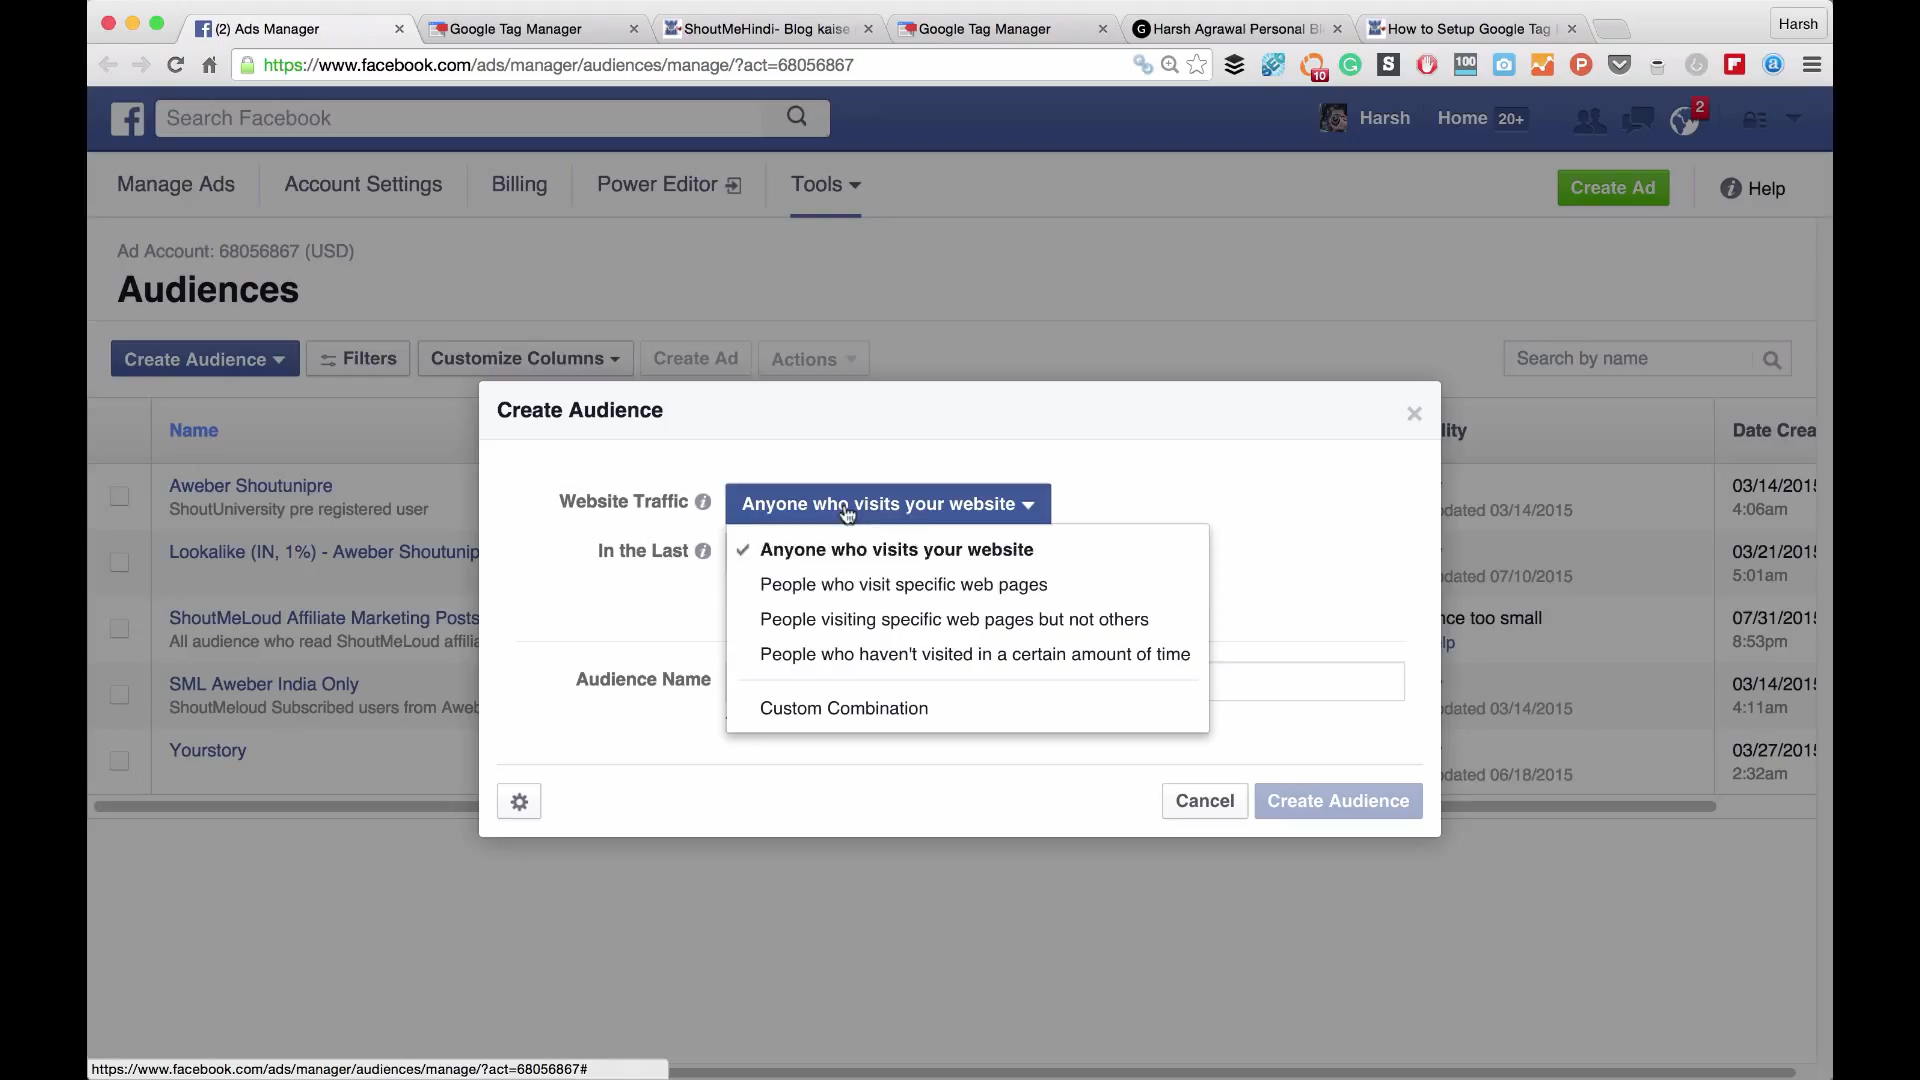 (2) Ads Manager
Google Tag Manager
ShoutMeHindi- Blog kaise
Google Tag Manager
Harsh Agrawal Personal Bl
How to Setup Google Tag
Harsh
https://www.facebook.com/ads/manager/audiences/manage/?act=68056867
10
100
Search Facebook
Harsh
Home 20+
2
Manage Ads
Account Settings
Billing
Power Editor
Tools
Create Ad
Help
Ad Account: 68056867 (USD)
Audiences
Create Audience
Filters
Customize Columns
Create Ad
Actions
Search by name
Create Audience
Name
lity
Date Crea
Website Traffic
Anyone who visits your website
In the Last
Anyone who visits your website
People who visit specific web pages
People visiting specific web pages but not others
People who haven't visited in a certain amount of time
Custom Combination
Audience Name
Cancel
Create Audience
Aweber Shoutunipre
ShoutUniversity pre registered user
dated 03/14/2015
03/14/201
4:06am
Lookalike (IN, 1%) - Aweber Shoutunip
dated 07/10/2015
03/21/201
5:01am
ShoutMeLoud Affiliate Marketing Posts
All audience who read ShoutMeLoud affilia
nce too small
lp
07/31/201
8:53pm
SML Aweber India Only
ShoutMeloud Subscribed users from Aweb
dated 03/14/2015
03/14/201
4:11am
Yourstory
dated 06/18/2015
03/27/201
2:32am
https://www.facebook.com/ads/manager/audiences/manage/?act=68056867#